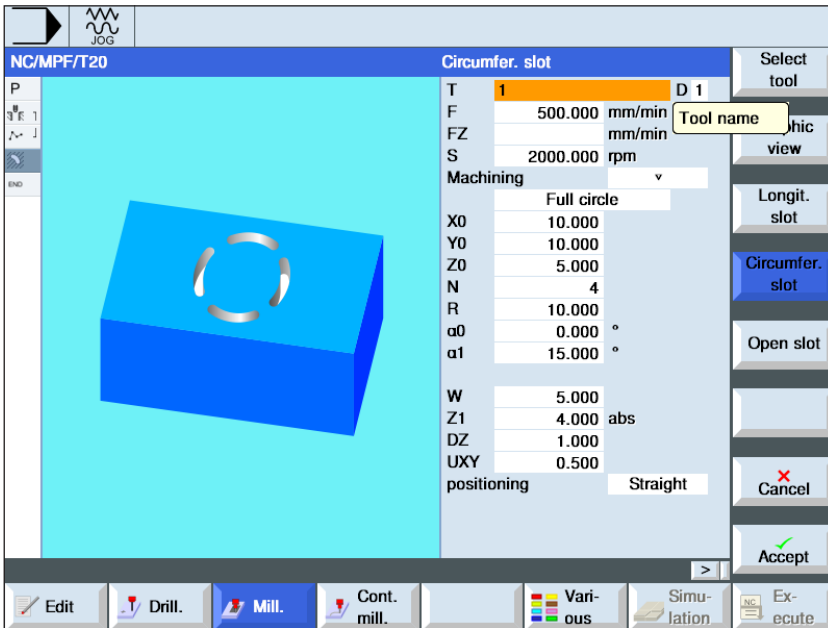 JOG
NC/MPF/T20
Circumfer. slot
Select tool
P
T 1 D 1
1
F 500.000 mm/min
Tool name
FZ mm/min
phic view
S 2000.000 rpm
END
Machining ▽
Full circle
Longit. slot
X0 10.000
Y0 10.000
Z0 5.000
Circumfer. slot
N 4
R 10.000
α0 0.000 °
α1 15.000 °
Open slot
W 5.000
Z1 4.000 abs
DZ 1.000
UXY 0.500
positioning Straight
Cancel
Accept
>
Edit
Drill.
Mill.
Cont. mill.
Vari- ous
Simu- lation
NC
Ex- ecute